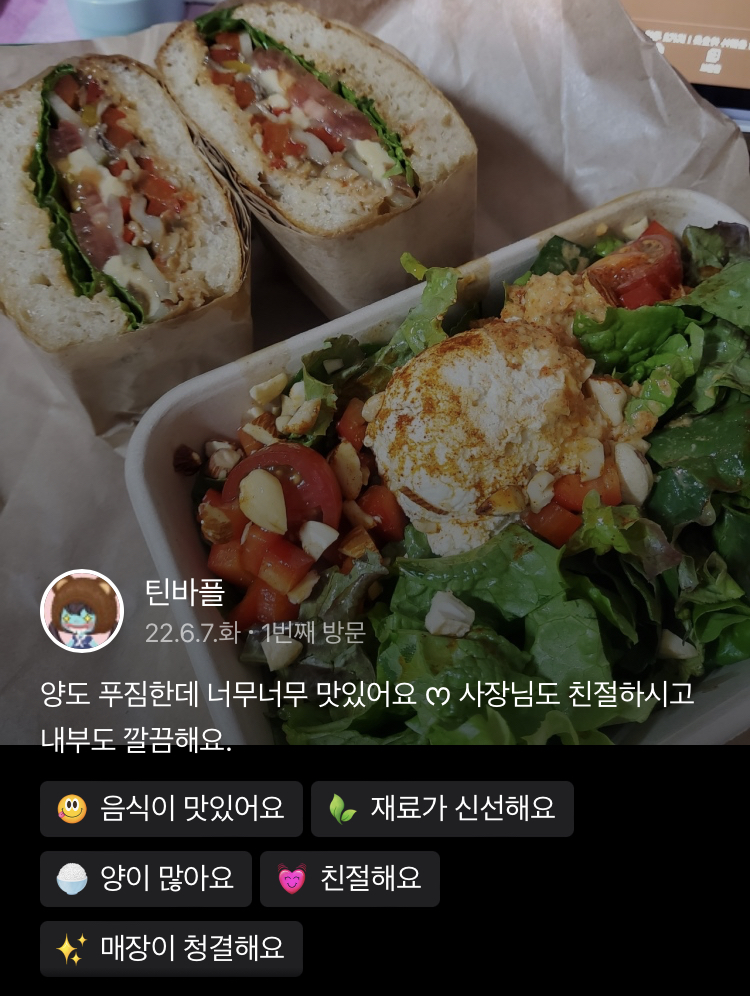 틴바플
22.6.7.화 · 1번째 방문
양도 푸짐한데 너무너무 맛있어요 ෆ 사장님도 친절하시고
내부도 깔끔해요.
😋 음식이 맛있어요
🌿 재료가 신선해요
🍚 양이 많아요
💓 친절해요
✨ 매장이 청결해요